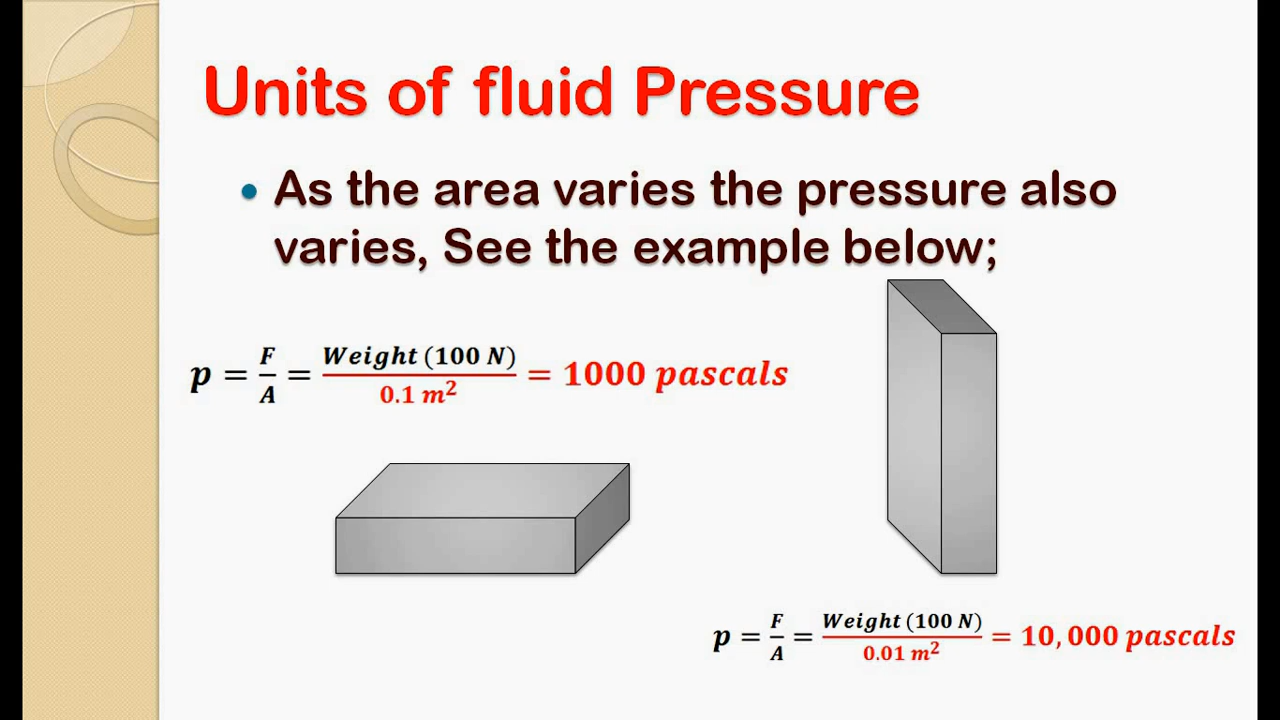 Units of fluid Pressure
• As the area varies the pressure also
varies, See the example below;
p = F/A = Weight (100 N)/0.1 m² = 1000 pascals
p = F/A = Weight (100 N)/0.01 m² = 10,000 pascals